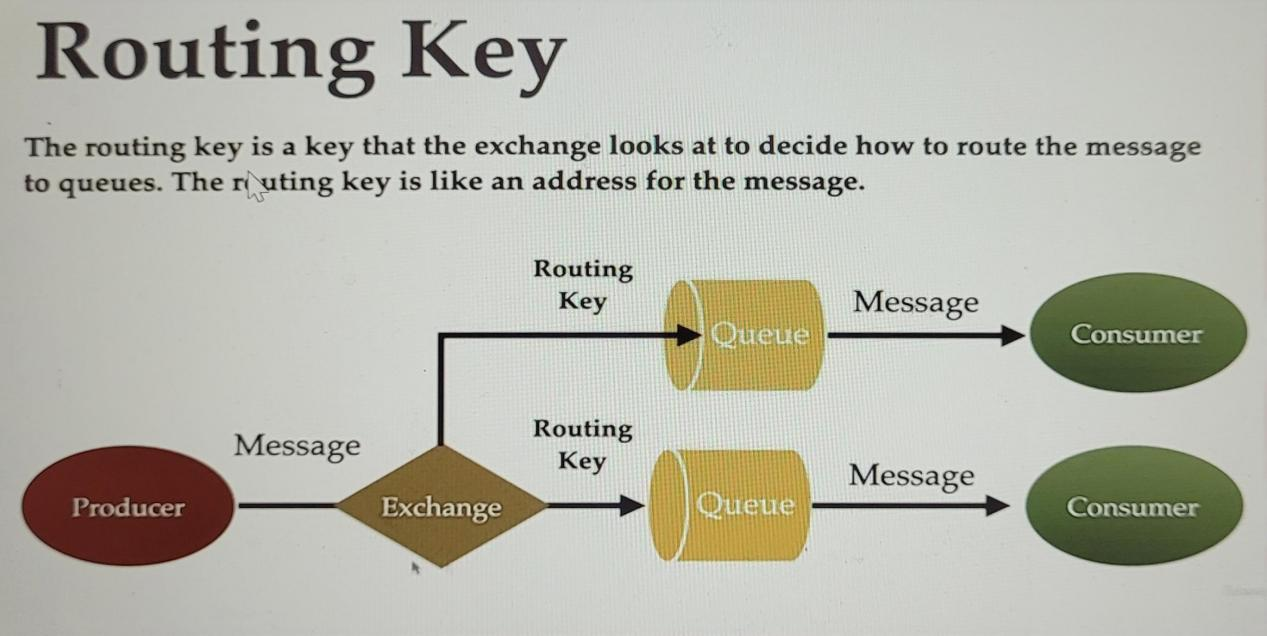 Routing Key
The routing key is a key that the exchange looks at to decide how to route the message
to queues. The routing key is like an address for the message.
Routing
Key
Queue
Message
Consumer
Message
Routing
Key
Producer
Exchange
Queue
Message
Consumer